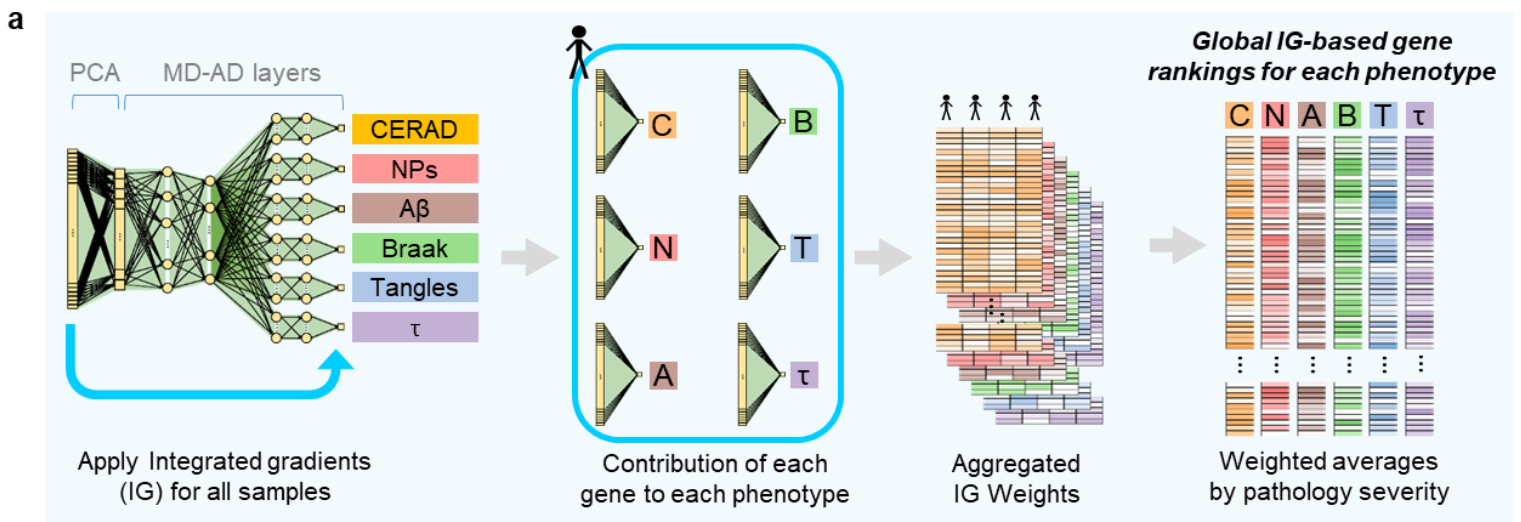 a
PCA
MD-AD layers
CERAD
NPs
Aβ
Braak
Tangles
τ
Apply Integrated gradients
(IG) for all samples
C
B
N
T
A
τ
Contribution of each
gene to each phenotype
Aggregated
IG Weights
Global IG-based gene
rankings for each phenotype
C N A B T τ
Weighted averages
by pathology severity